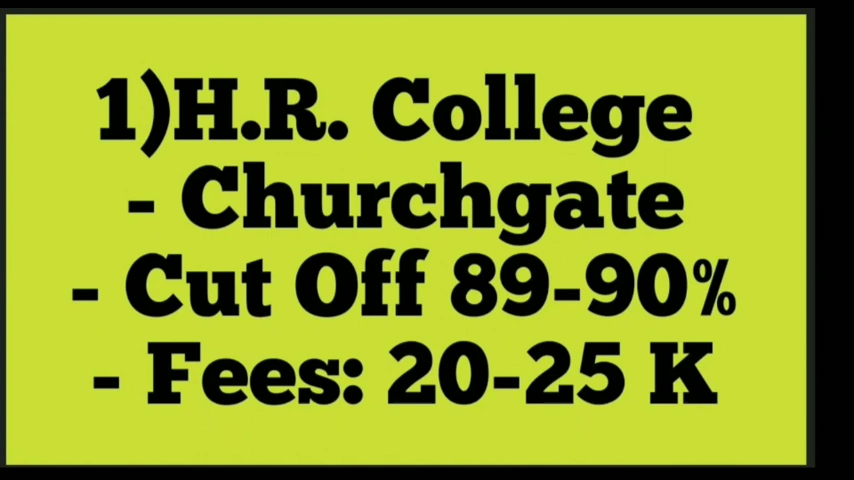 1)H.R. College
- Churchgate
- Cut Off 89-90%
- Fees: 20-25 K